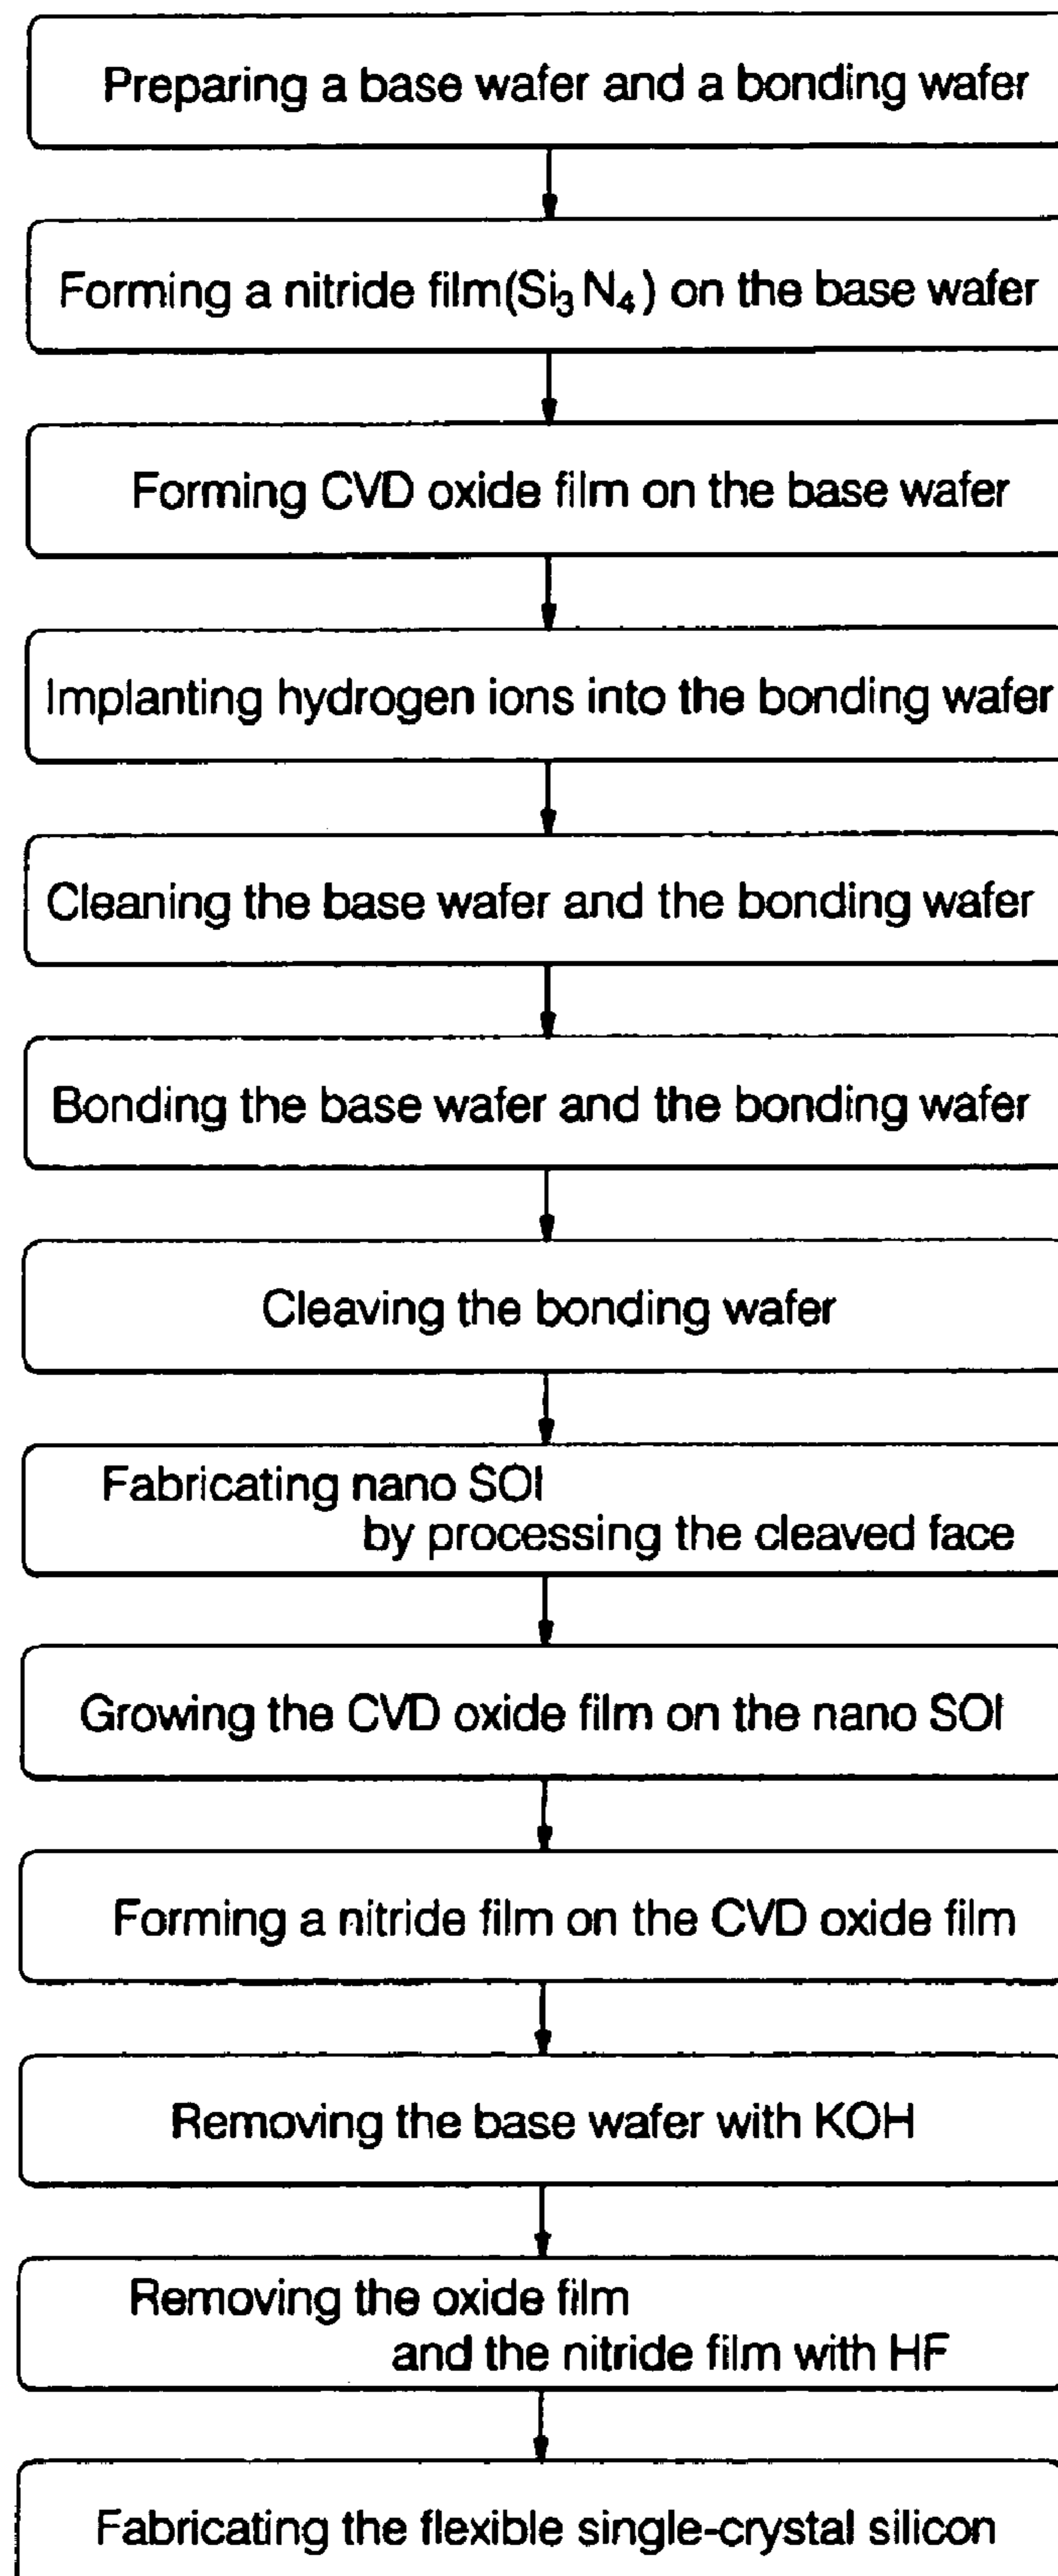 Preparing a base wafer and a bonding wafer
Forming a nitride film(Si₃N₄) on the base wafer
Forming CVD oxide film on the base wafer
Implanting hydrogen ions into the bonding wafer
Cleaning the base wafer and the bonding wafer
Bonding the base wafer and the bonding wafer
Cleaving the bonding wafer
Fabricating nano SOI
by processing the cleaved face
Growing the CVD oxide film on the nano SOI
Forming a nitride film on the CVD oxide film
Removing the base wafer with KOH
Removing the oxide film
and the nitride film with HF
Fabricating the flexible single-crystal silicon